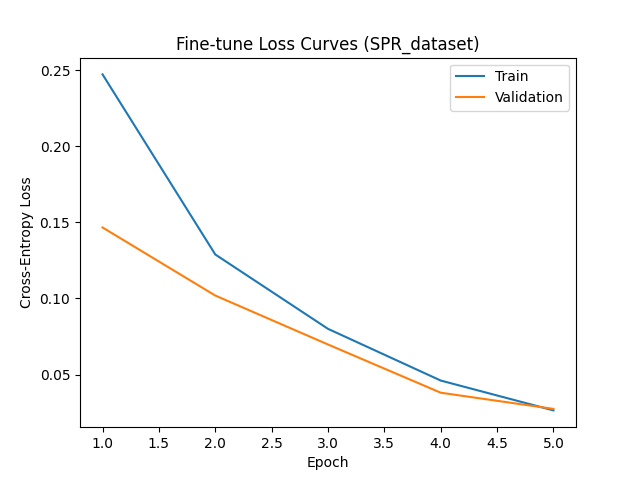 Fine-tune Loss Curves (SPR_dataset)
Train
Validation
Cross-Entropy Loss
0.25
0.20
0.15
0.10
0.05
1.0 1.5 2.0 2.5 3.0 3.5 4.0 4.5 5.0
Epoch